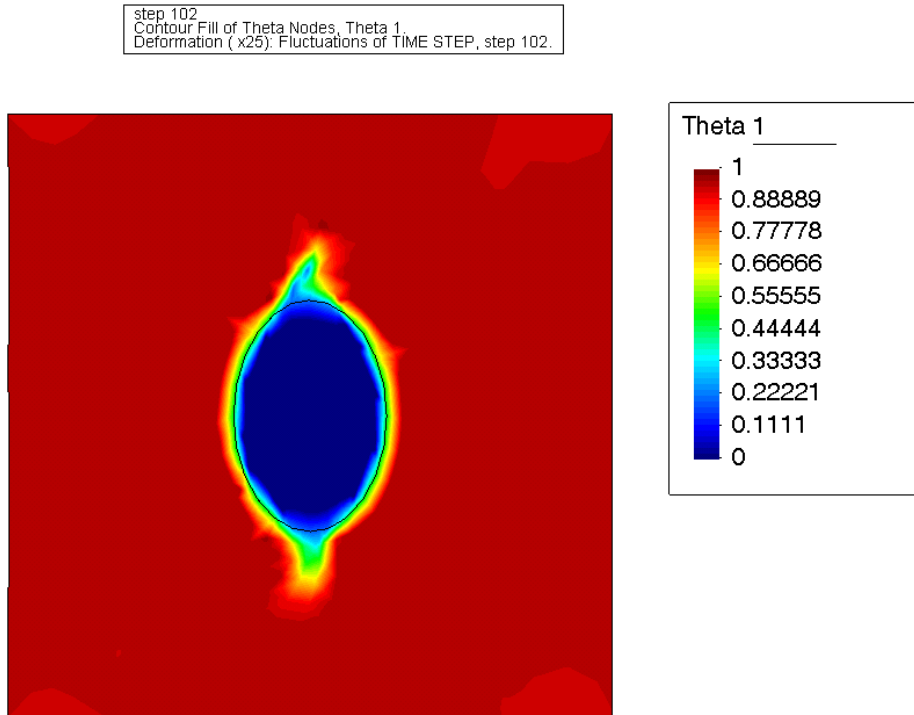 step 102
Contour Fill of Theta Nodes, Theta 1.
Deformation ( x25): Fluctuations of TIME STEP, step 102.
Theta 1
1
0.88889
0.77778
0.66666
0.55555
0.44444
0.33333
0.22221
0.1111
0